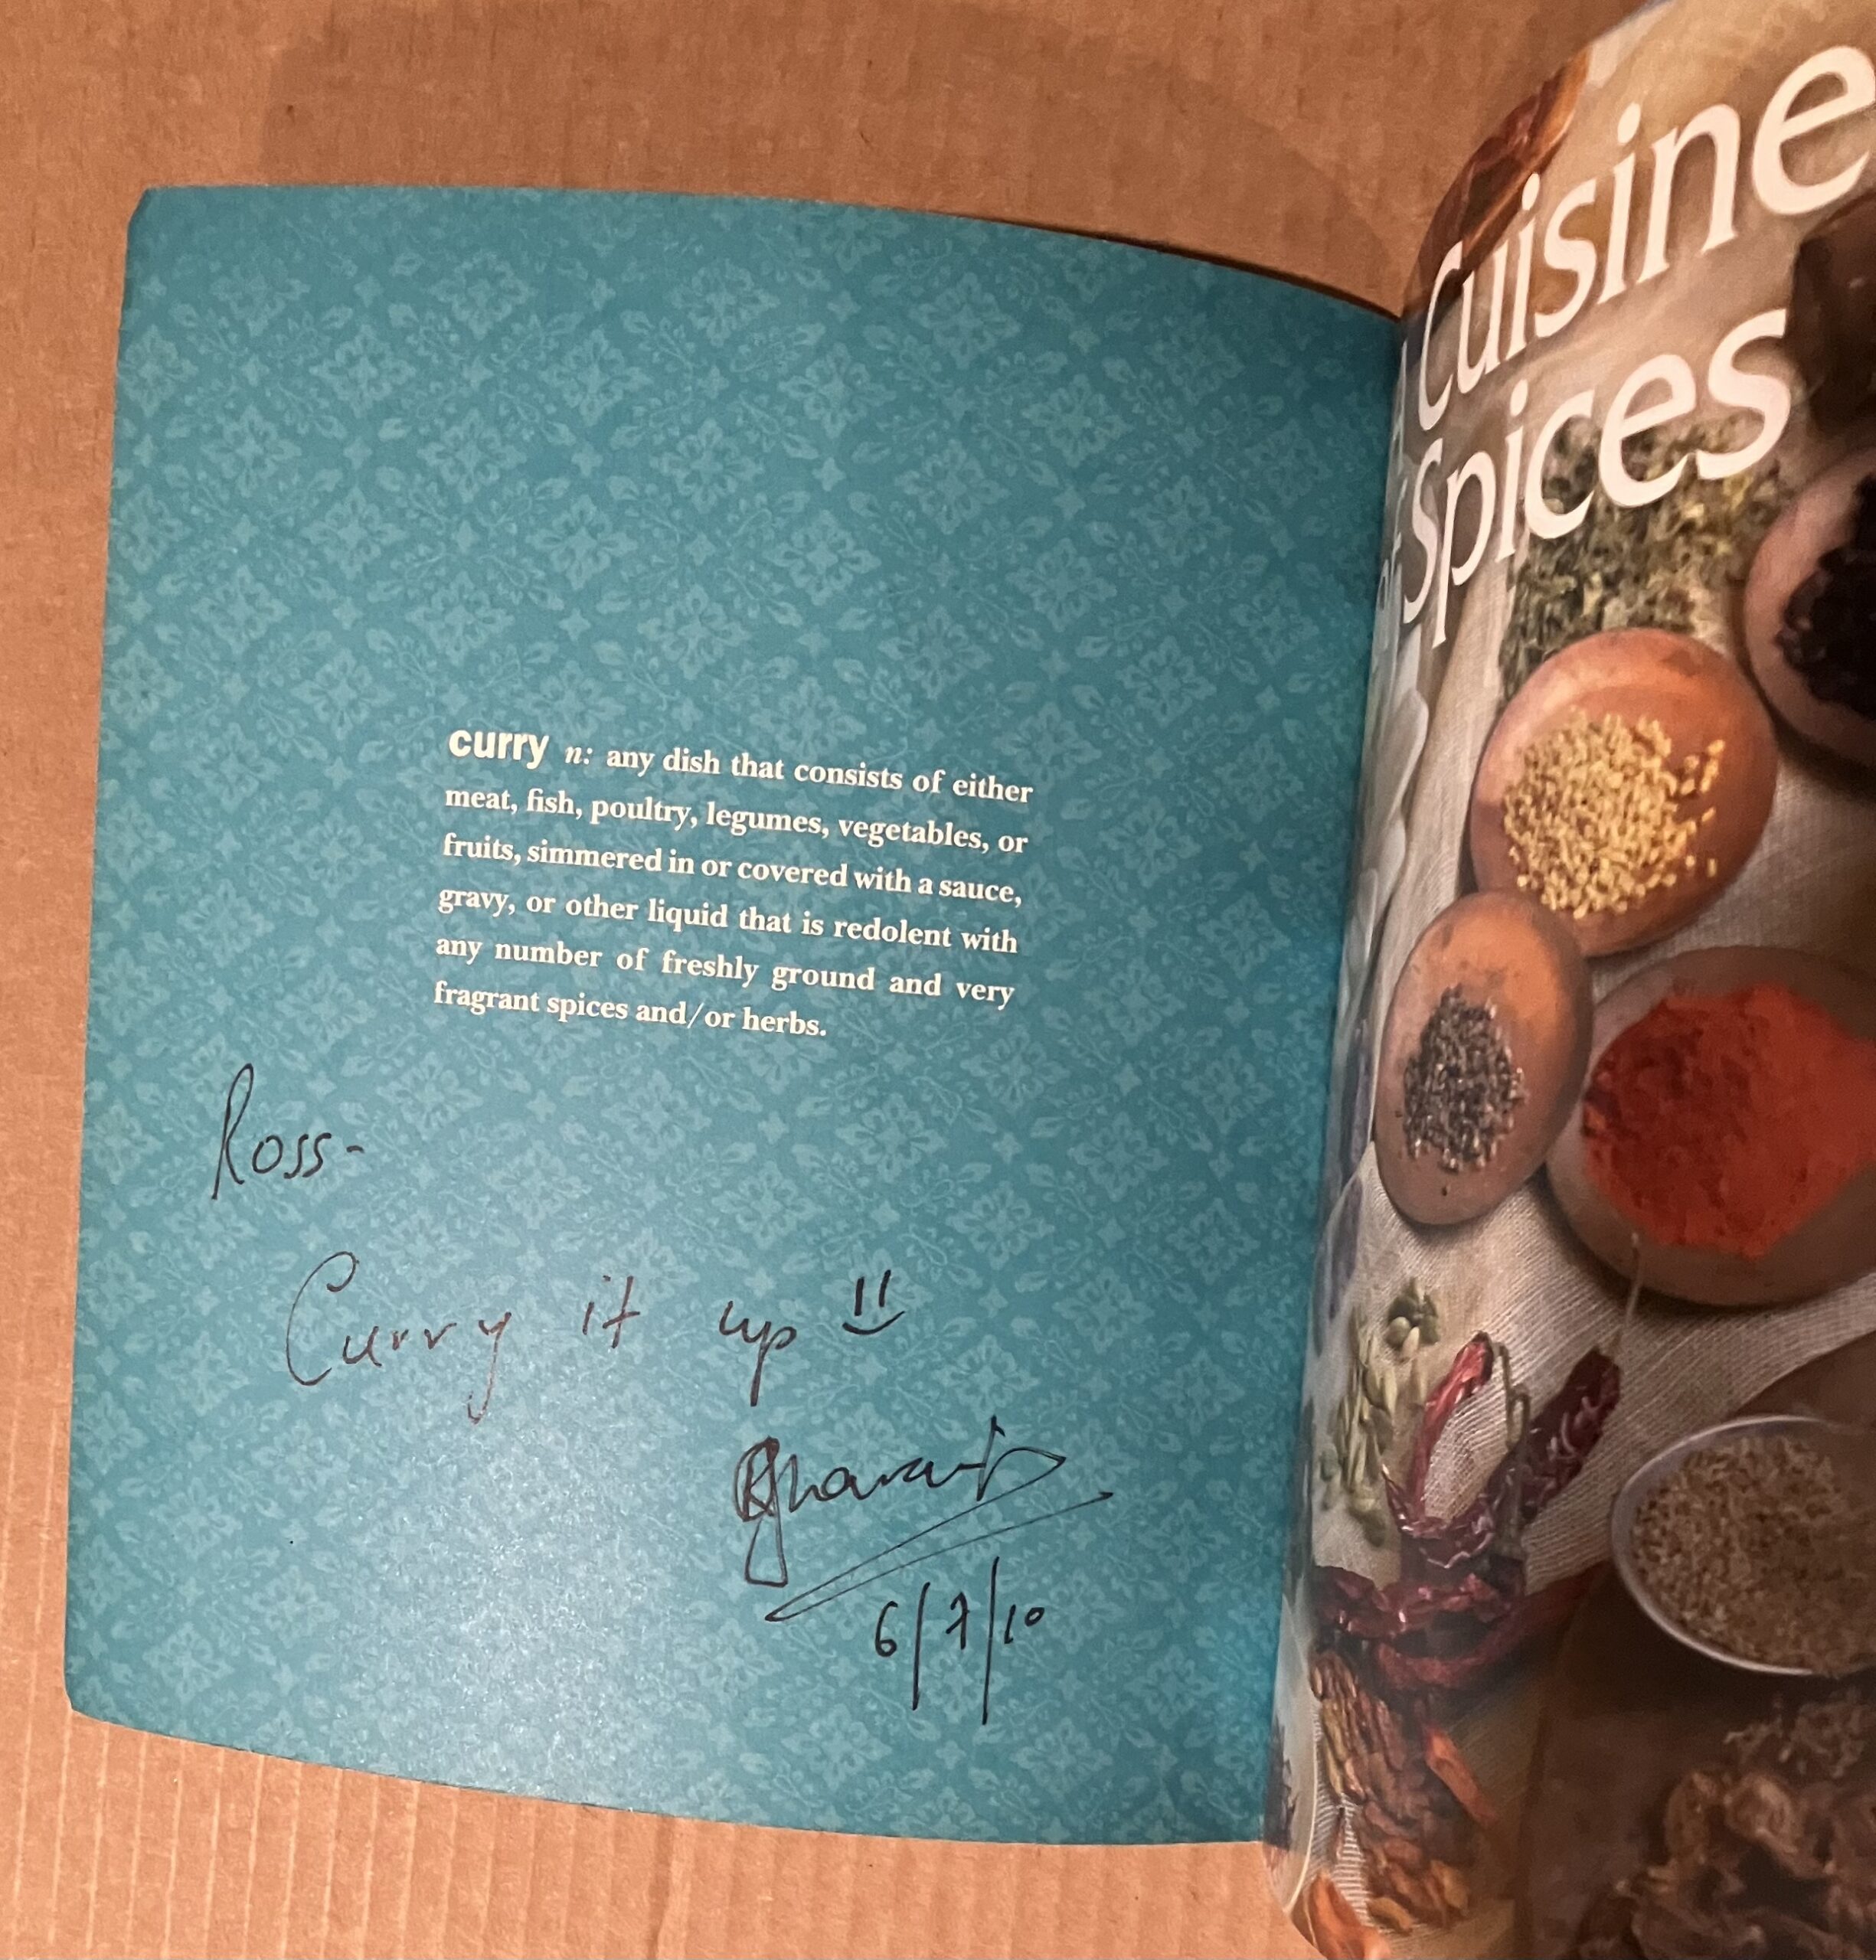 curry n: any dish that consists of either
meat, fish, poultry, legumes, vegetables, or
fruits, simmered in or covered with a sauce,
gravy, or other liquid that is redolent with
any number of freshly ground and very
fragrant spices and/or herbs.
Ross-
Curry it up !!
6/7/10
Cuisine
Spices